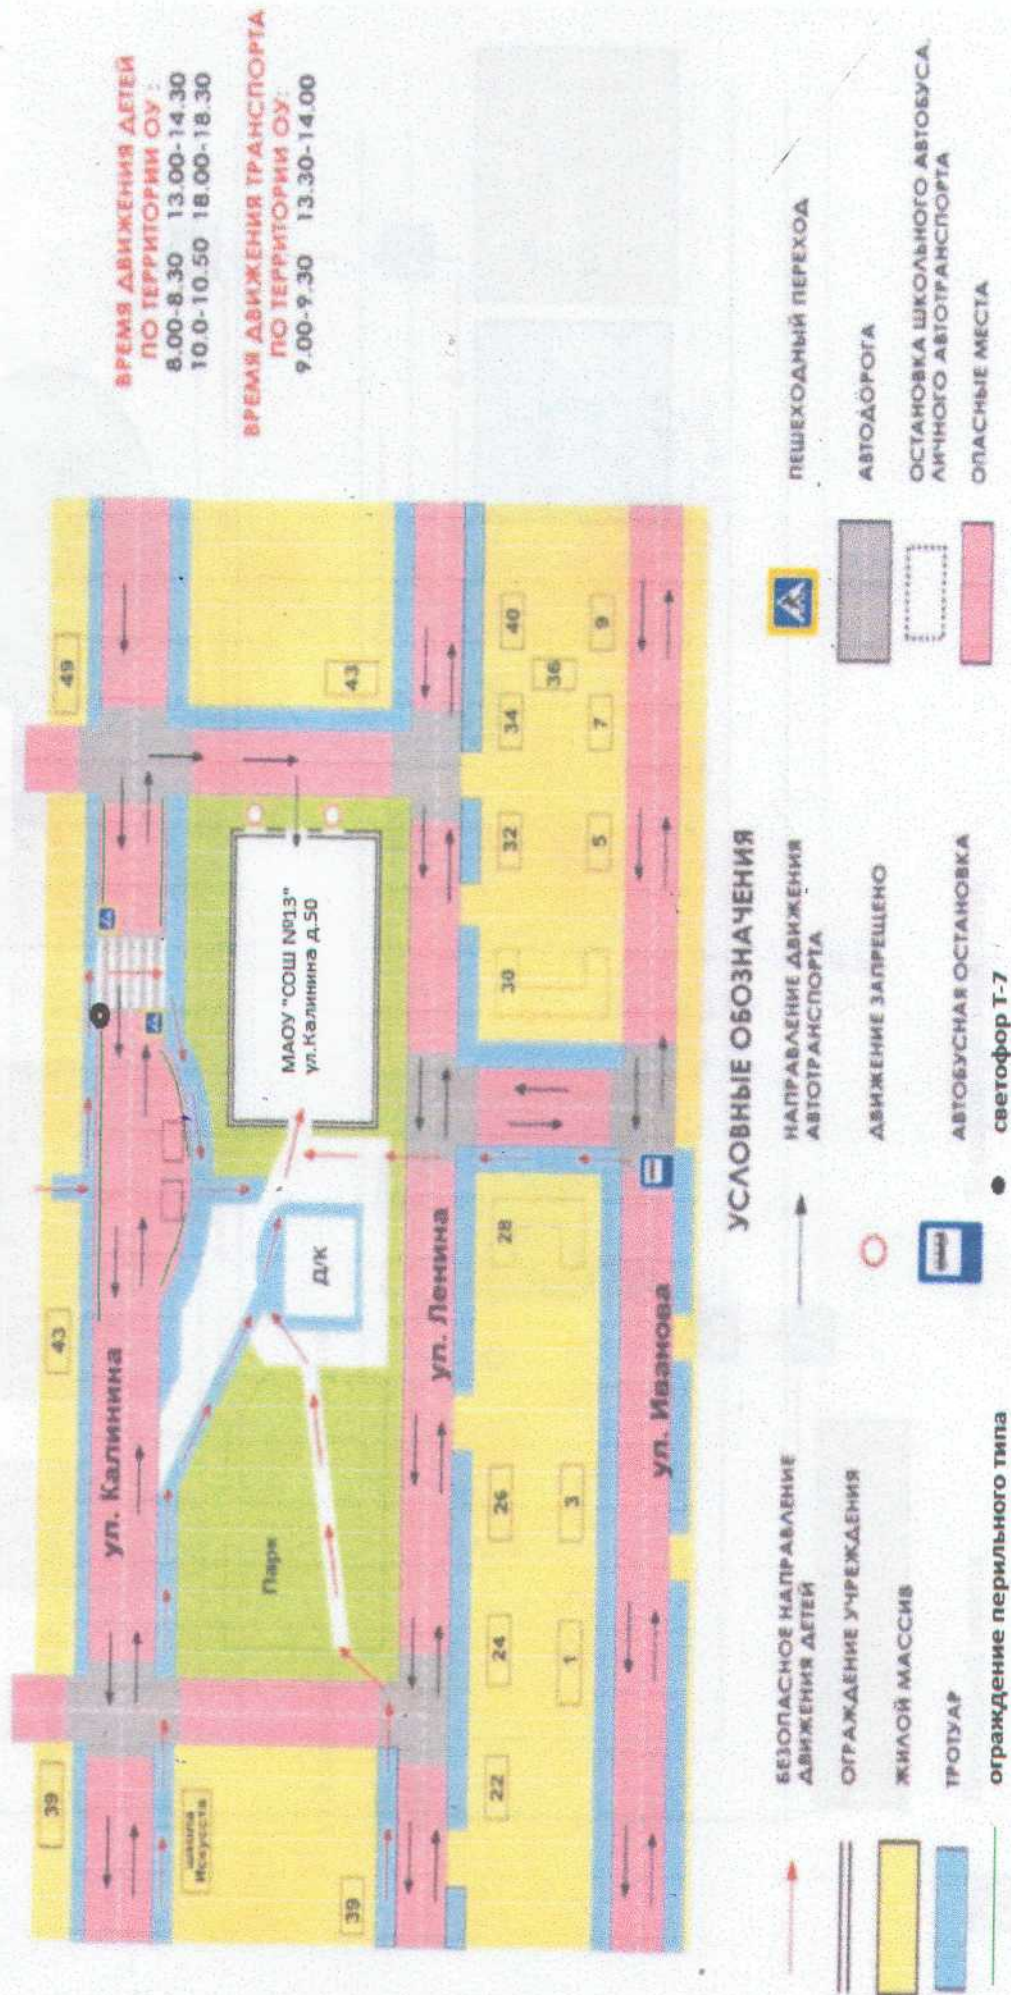 ВРЕМЯ ДВИЖЕНИЯ ДЕТЕЙ
ПО ТЕРРИТОРИИ ОУ :
8.00-8.30 13.00-14.30
10.0-10.50 18.00-18.30
ВРЕМЯ ДВИЖЕНИЯ ТРАНСПОРТА
ПО ТЕРРИТОРИИ ОУ:
9.00-9.30 13.30-14.00
39
43
49
ул. Калинина
школа
Искусств
Парк
Д/К
МАОУ "СОШ №13"
ул.Калинина д.50
43
39
ул. Ленина
22
24
26
28
30
32
34
40
36
1
3
5
7
9
ул. Иванова
УСЛОВНЫЕ ОБОЗНАЧЕНИЯ
БЕЗОПАСНОЕ НАПРАВЛЕНИЕ
ДВИЖЕНИЯ ДЕТЕЙ
ОГРАЖДЕНИЕ УЧРЕЖДЕНИЯ
ЖИЛОЙ МАССИВ
ТРОТУАР
ограждение перильного типа
НАПРАВЛЕНИЕ ДВИЖЕНИЯ
АВТОТРАНСПОРТА
ДВИЖЕНИЕ ЗАПРЕЩЕНО
АВТОБУСНАЯ ОСТАНОВКА
светофор Т-7
ПЕШЕХОДНЫЙ ПЕРЕХОД
АВТОДОРОГА
ОСТАНОВКА ШКОЛЬНОГО АВТОБУСА,
ЛИЧНОГО АВТОТРАНСПОРТА
ОПАСНЫЕ МЕСТА